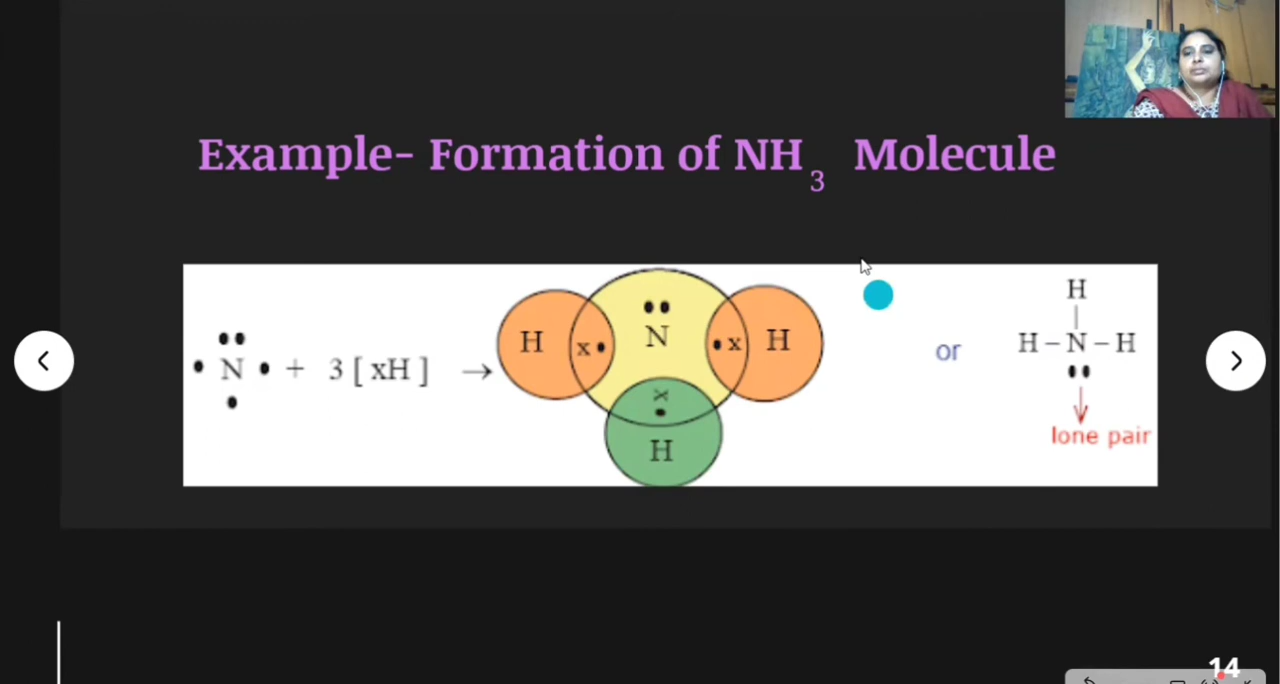 Example- Formation of NH3 Molecule
•• • N • • + 3 [ xH ] →
H x • •• N • x H
x • H
or
H
|
H – N – H
••
↓
lone pair
14